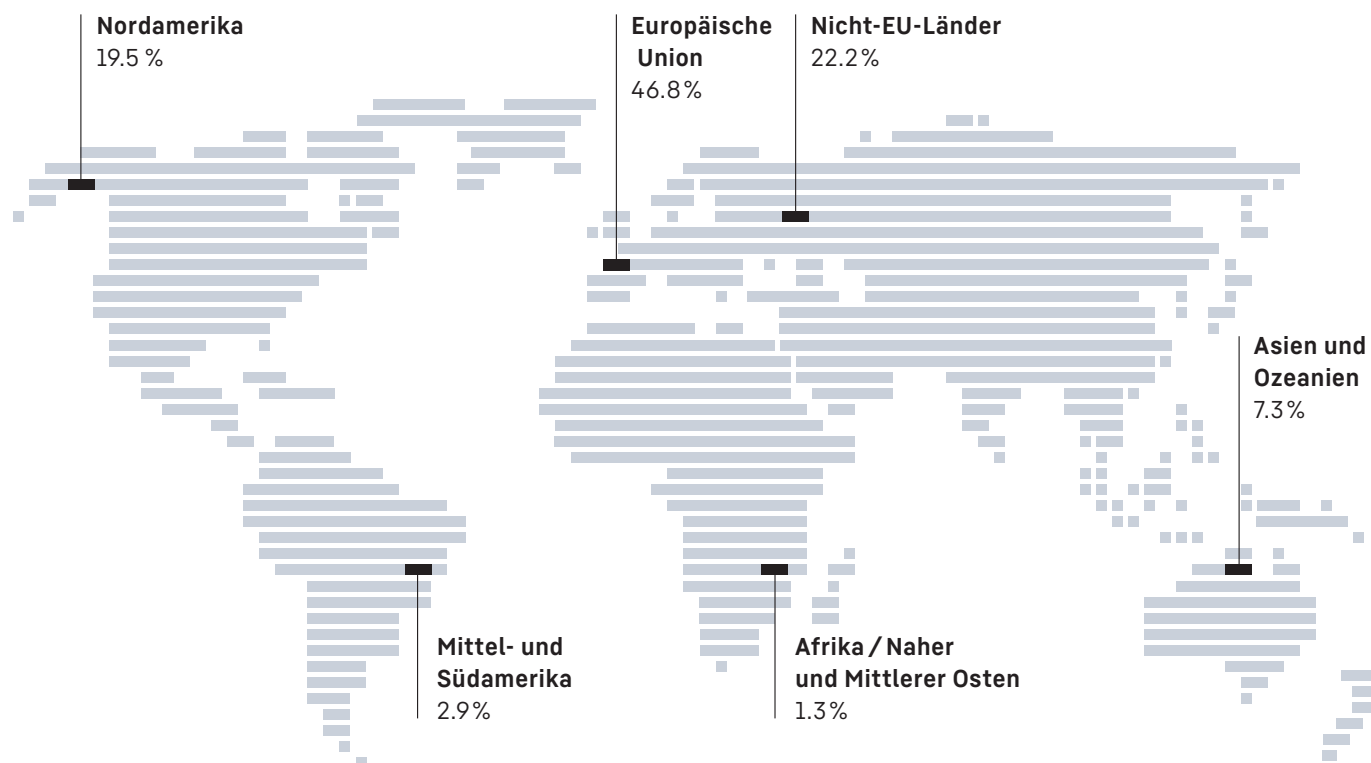 Nordamerika
19.5 %
Europäische
Union
46.8%
Nicht-EU-Länder
22.2%
Asien und
Ozeanien
7.3%
Mittel- und
Südamerika
2.9%
Afrika / Naher
und Mittlerer Osten
1.3%